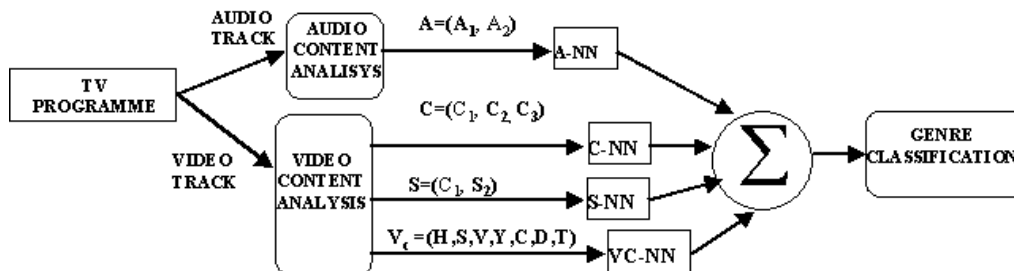 AUDIO
TRACK
AUDIO
CONTENT
ANALISYS
A=(A₁, A₂)
A-NN
TV
PROGRAMME
C=(C₁, C₂, C₃)
C-NN
Σ
GENRE
CLASSIFICATION
VIDEO
TRACK
VIDEO
CONTENT
ANALYSIS
S=(C₁, S₂)
S-NN
V꜀=(H,S,V,Y,C,D,T)
VC-NN